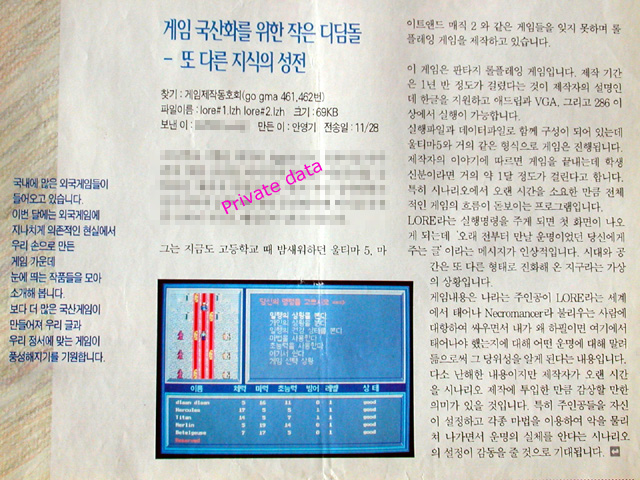 게임 국산화를 위한 작은 디딤돌
- 또 다른 지식의 성전
찾기 : 게임제작동호회(go gma 461,462번)
파일이름 : lore#1.lzh lore#2.lzh 크기 : 69KB
보낸 이 : 만든 이 : 안영기 전송일 : 11/28
Private data
그는 지금도 고등학교 때 밤새워하던 울티마 5, 마
국내에 많은 외국게임들이
들어오고 있습니다.
이번 달에는 외국게임에
지나치게 의존적인 현실에서
우리 손으로 만든
게임 가운데
눈에 띄는 작품들을 모아
소개해 봅니다.
보다 더 많은 국산게임이
만들어져 우리 글과
우리 정서에 맞는 게임이
풍성해지기를 기원합니다.
당신의 명령을 고르시오 ===>
일행의 상황을 본다
개인의 상황을 본다
일행의 건강 상태를 본다
마법을 사용한다
초능력을 사용한다
여기서 쉰다
게임 선택 상황
이름 체력 마력 초능력 방어 레벨 상태
dlsun dlsun 5 16 11 0 1 good
Hercules 17 5 5 1 1 good
Titan 14 5 7 1 2 good
Merlin 5 19 14 0 1 good
Betelgeuse 7 17 5 0 1 good
Reserved
이트앤드 매직 2 와 같은 게임들을 잊지 못하며 롤
플레잉 게임을 제작하고 있습니다.
이 게임은 판타지 롤플레잉 게임입니다. 제작 기간
은 1년 반 정도가 걸렸다는 것이 제작자의 설명인
데 한글을 지원하고 애드립과 VGA, 그리고 286 이
상에서 실행이 가능합니다.
실행파일과 데이터파일로 함께 구성이 되어 있는데
울티마5와 거의 같은 형식으로 게임은 진행됩니다.
제작자의 이야기에 따르면 게임을 끝내는데 학생
신분이라면 거의 약 1달 정도가 걸린다고 합니다.
특히 시나리오에서 오랜 시간을 소요한 만큼 전체
적인 게임의 흐름이 돋보이는 프로그램입니다.
LORE라는 실행명령을 주게 되면 첫 화면이 나오
게 되는데 '오래 전부터 만날 운명이었던 당신에게
주는 글' 이라는 메시지가 인상적입니다. 시대와 공
간은 또 다른 형태로 진화해 온 지구라는 가상
의 상황입니다.
게임내용은 나라는 주인공이 LORE라는 세계
에서 태어나 Necromancer라 불리우는 사람에
대항하여 싸우면서 내가 왜 하필이면 여기에서
태어나야 했는지에 대해 어떤 운명에 대해 말려
듦으로써 그 당위성을 알게 된다는 내용입니다.
다소 난해한 내용이지만 제작자가 오랜 시간
을 시나리오 제작에 투입한 만큼 감상할 만한
의미가 있을 것입니다. 특히 주인공들을 자신
이 설정하고 각종 마법을 이용하여 악을 물리
쳐 나가면서 운명의 실체를 안다는 시나리오
의 설정이 감동을 줄 것으로 기대됩니다.